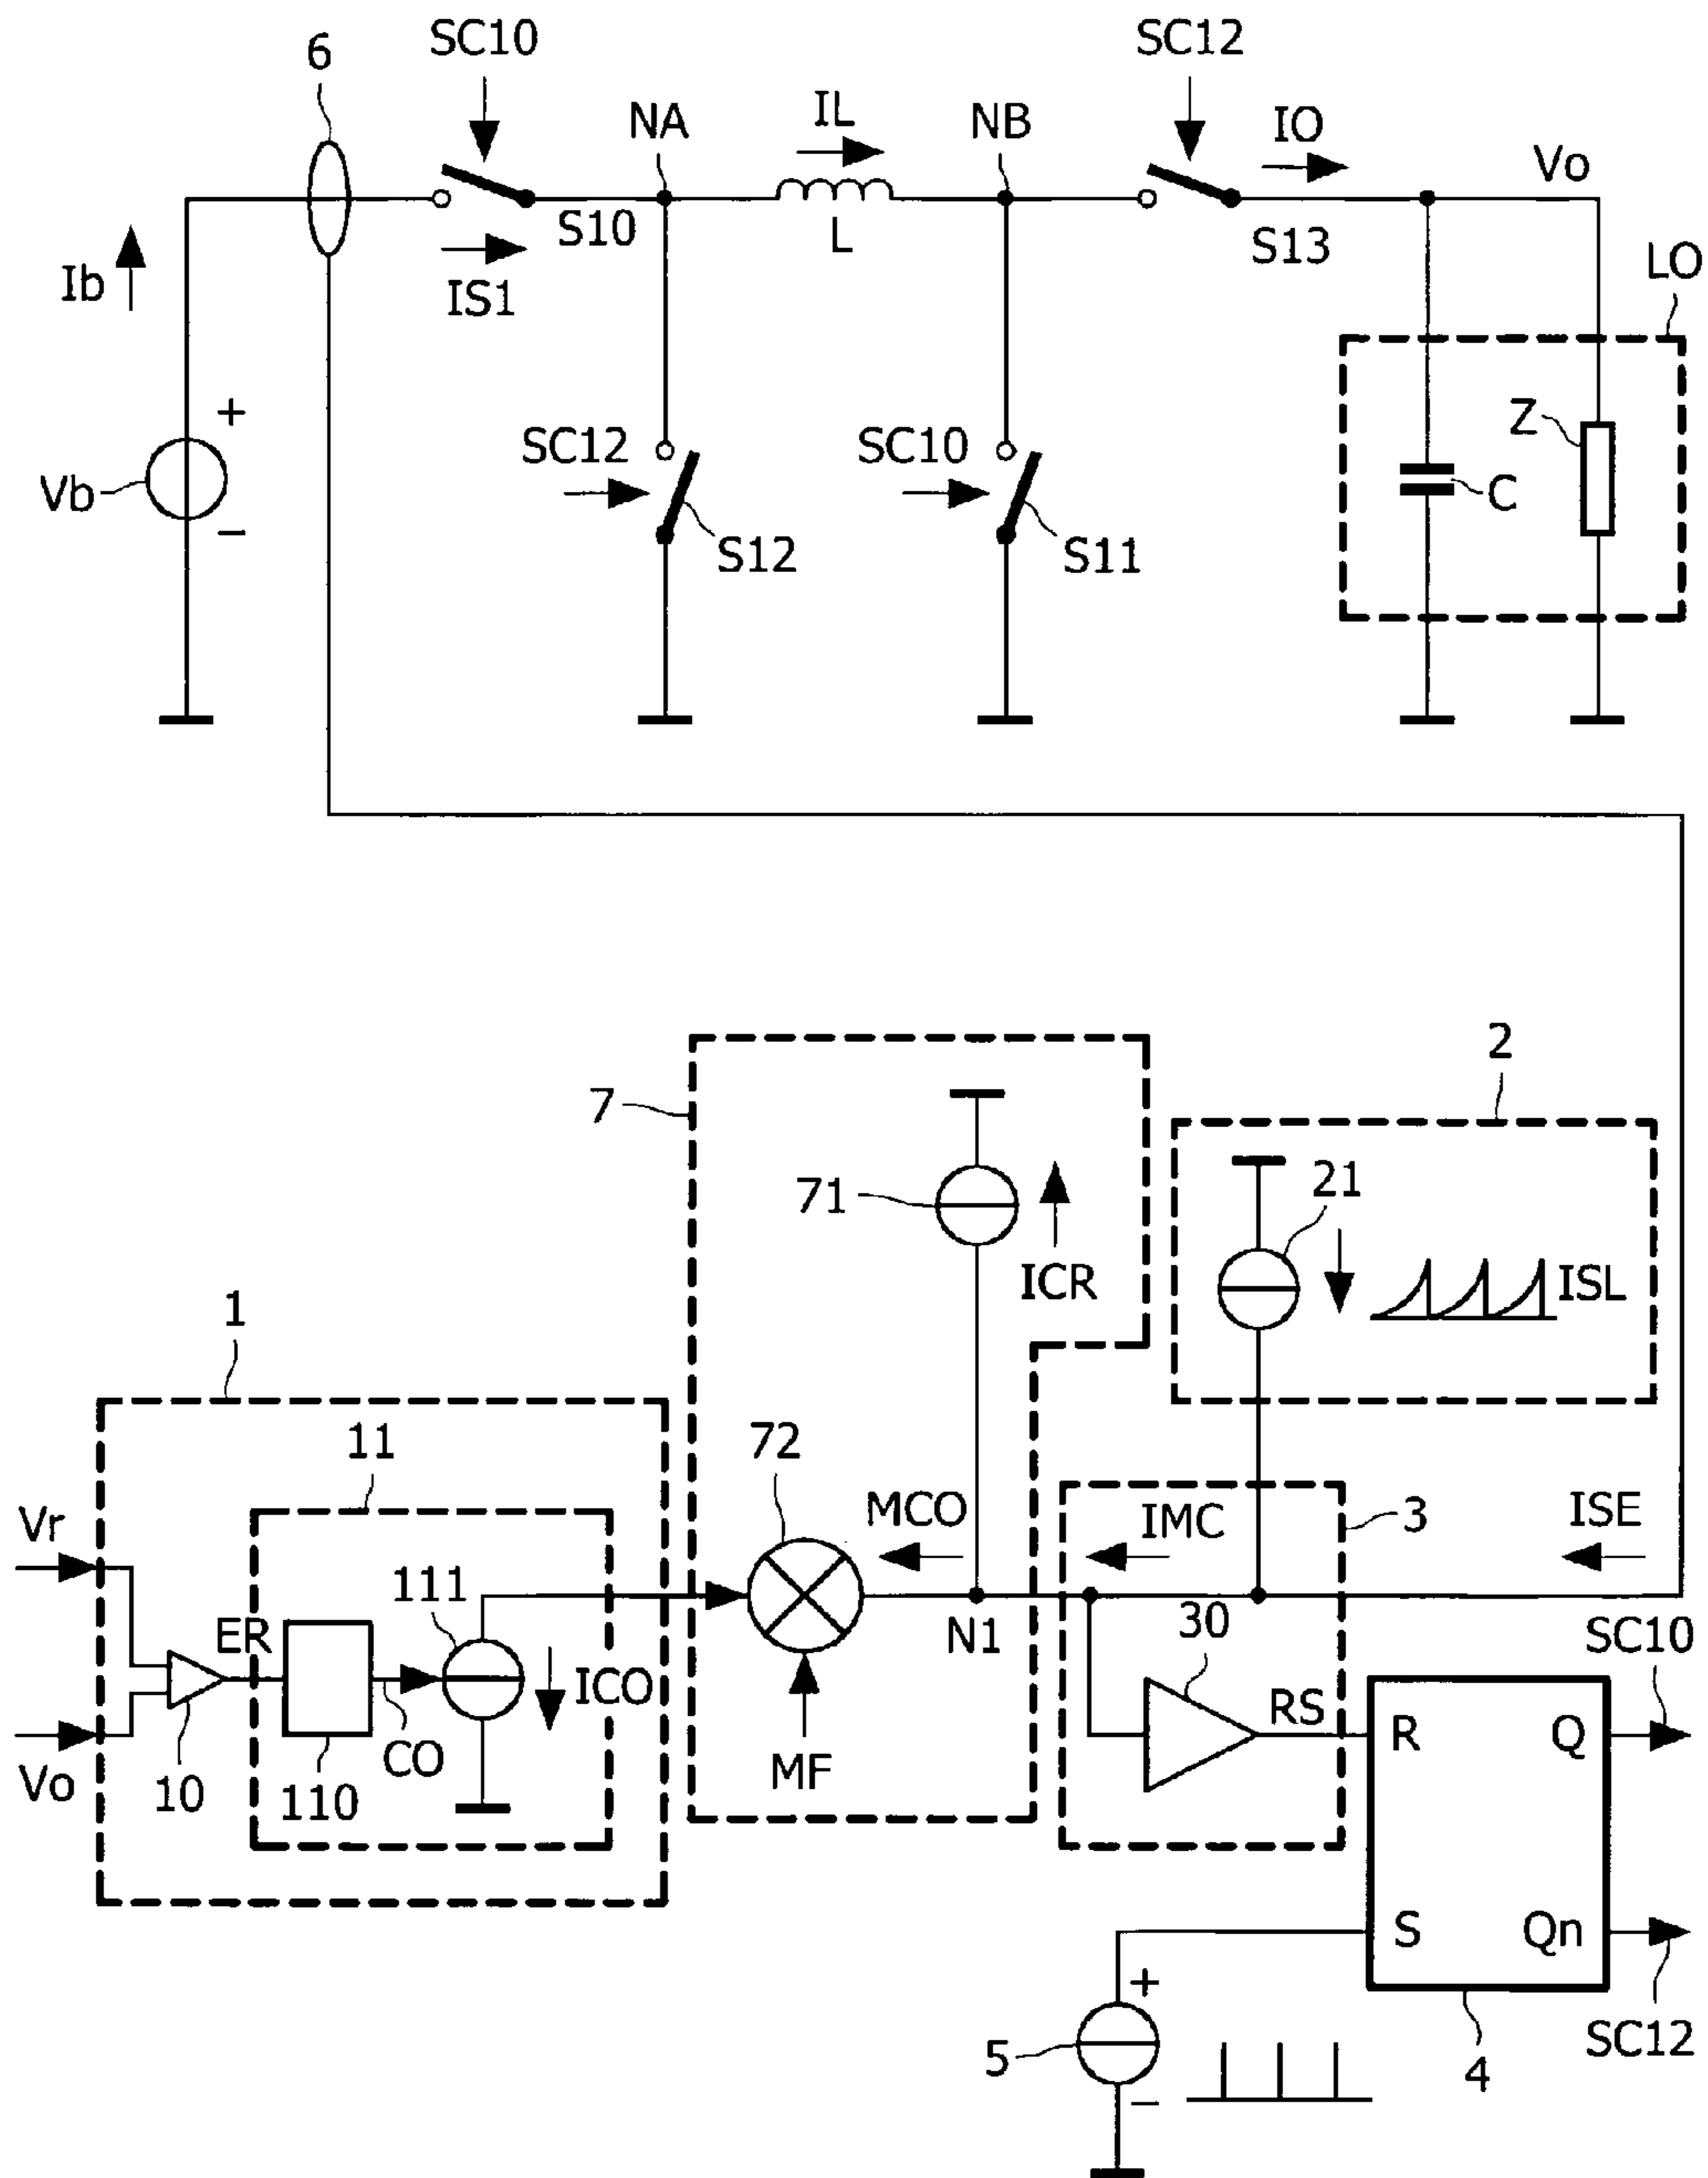 SC10
SC12
6
NA
IL
NB
IO
Vo
S10
L
S13
LO
Ib
IS1
+
Vb
−
SC12
S12
SC10
S11
Z
C
2
7
71
ICR
21
ISL
1
11
72
MCO
IMC
3
ISE
Vr
111
N1
30
SC10
ER
ICO
RS
R
Q
Vo
10
110
CO
MF
S
Qn
+
5
−
4
SC12